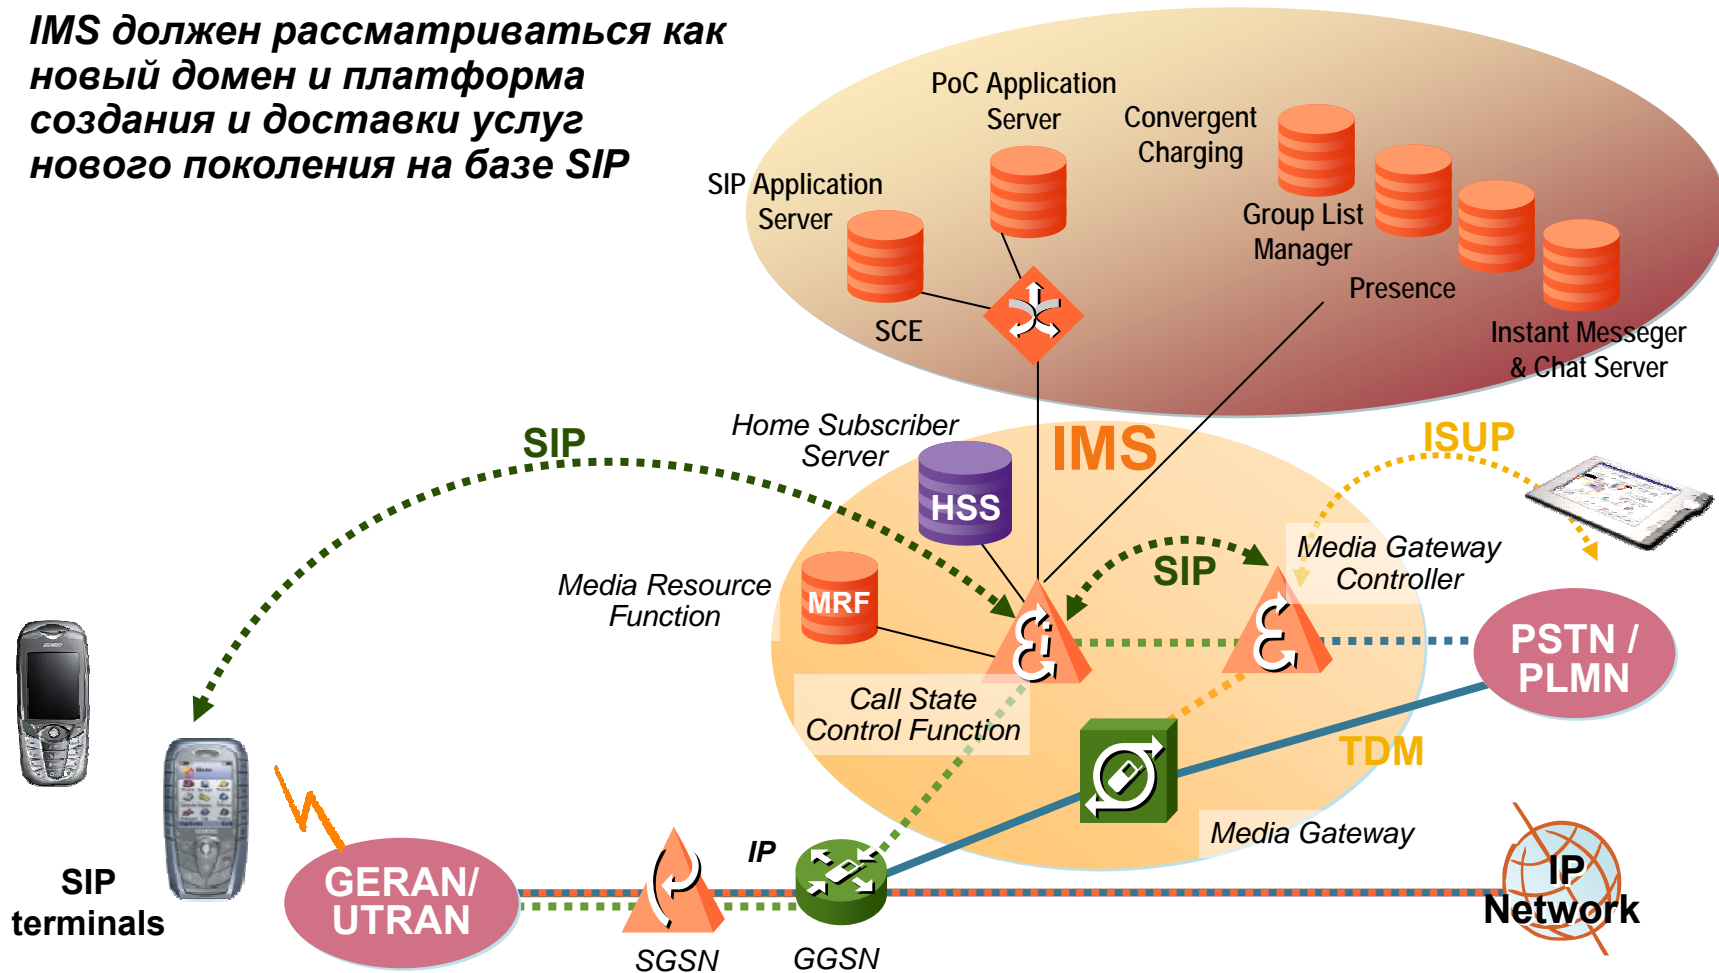 IMS должен рассматриваться как
новый домен и платформа
создания и доставки услуг
нового поколения на базе SIP
PoC Application
Server
Convergent
Charging
SIP Application
Server
Group List
Manager
Presence
SCE
Instant Messeger
& Chat Server
Home Subscriber
Server
IMS
ISUP
SIP
HSS
Media Gateway
Controller
SIP
Media Resource
Function
MRF
PSTN /
PLMN
Call State
Control Function
TDM
Media Gateway
IP
SIP
terminals
GERAN/
UTRAN
IP
Network
SGSN
GGSN